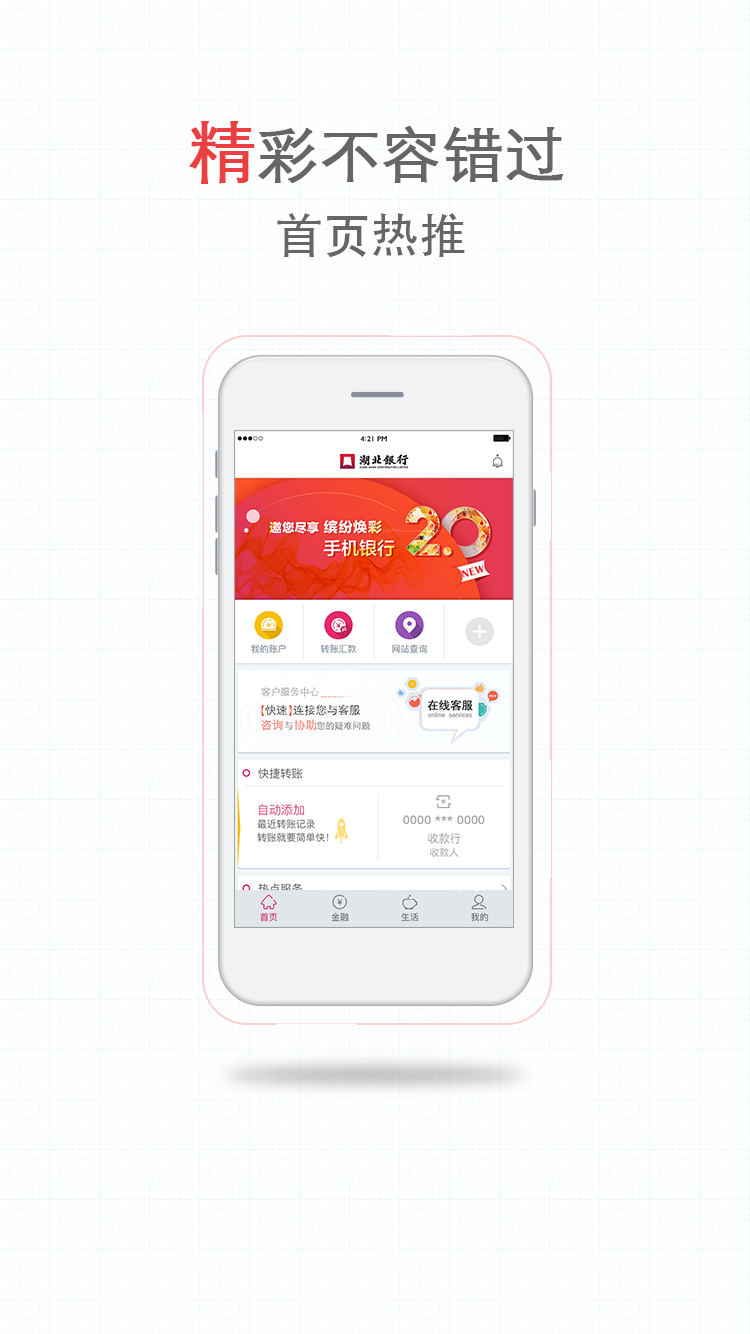 精彩不容错过
首页热推
4:21 PM
湖北银行
HUBEI BANK CORPORATION LIMITED
邀您尽享 缤纷焕彩
手机银行 2.0
NEW
我的账户
转账汇款
网站查询
客户服务中心
【快速】连接您与客服
咨询与协助您的疑难问题
在线客服
online services
快捷转账
自动添加
最近转账记录
转账就要简单快！
0000 *** 0000
收款行
收款人
热点服务
首页
金融
生活
我的